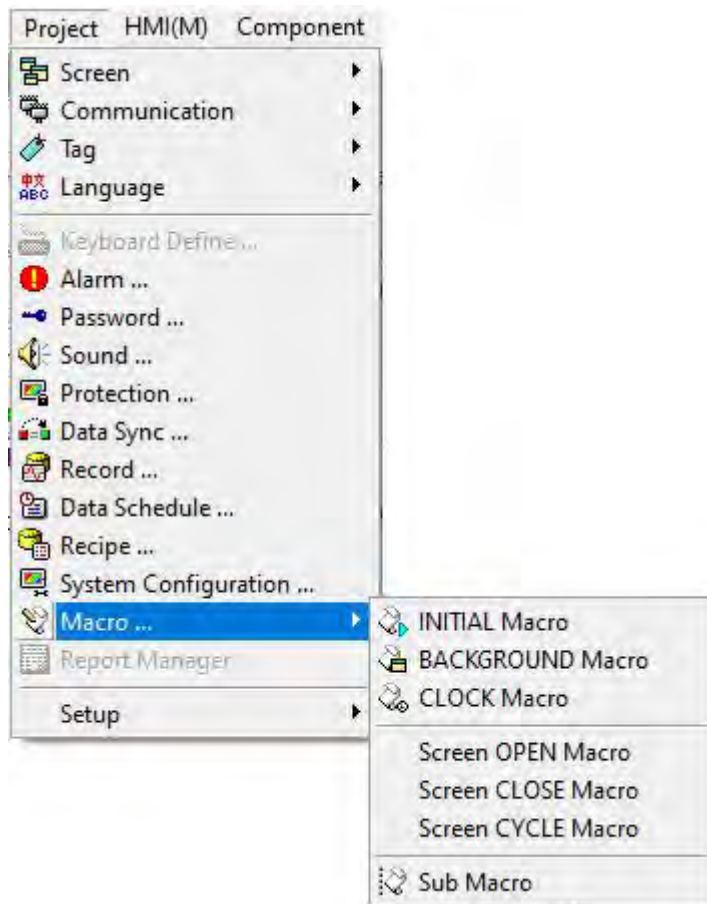 Project HMI(M) Component
Screen
Communication
Tag
中文
ABC
Language
Keyboard Define ...
Alarm ...
Password ...
Sound ...
Protection ...
Data Sync ...
Record ...
Data Schedule ...
Recipe ...
System Configuration ...
Macro ...
INITIAL Macro
BACKGROUND Macro
CLOCK Macro
Screen OPEN Macro
Screen CLOSE Macro
Screen CYCLE Macro
Sub Macro
Report Manager
Setup